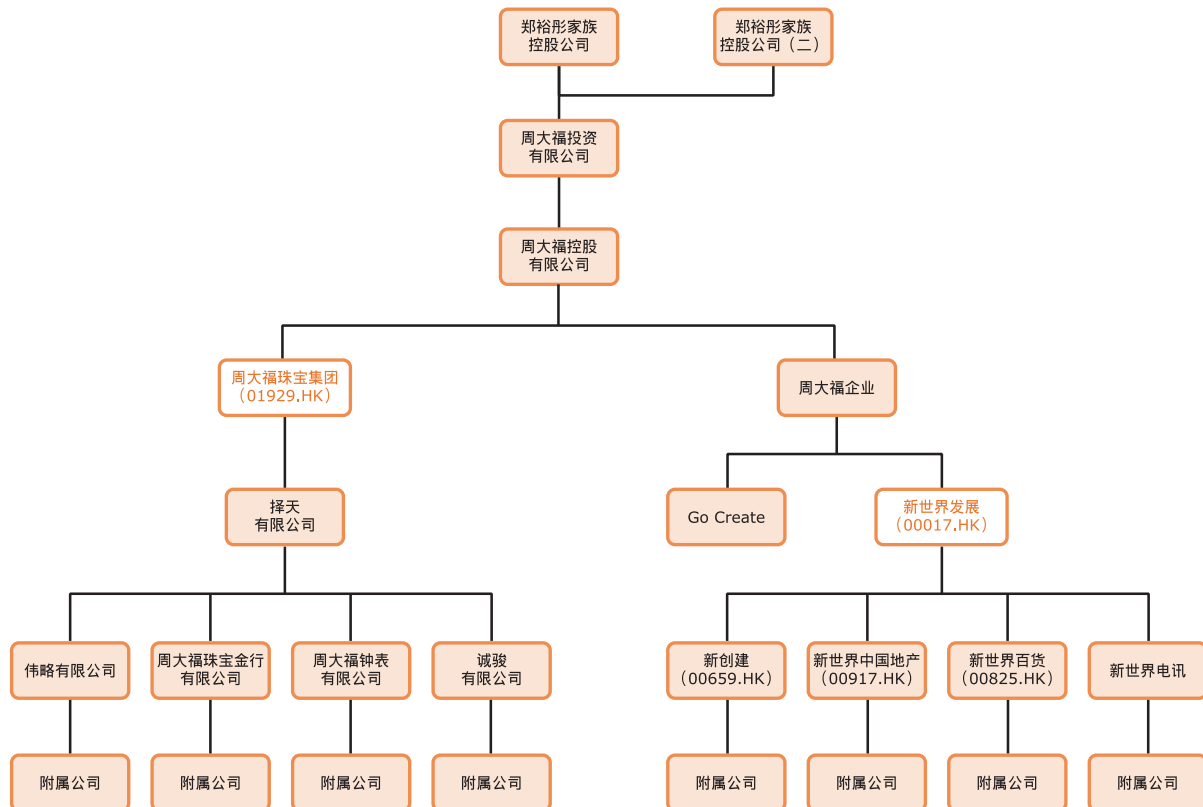 郑裕彤家族
控股公司
郑裕彤家族
控股公司（二）
周大福投资
有限公司
周大福控股
有限公司
周大福珠宝集团
（01929.HK）
周大福企业
择天
有限公司
Go Create
新世界发展
（00017.HK）
伟略有限公司
周大福珠宝金行
有限公司
周大福钟表
有限公司
诚骏
有限公司
新创建
（00659.HK）
新世界中国地产
（00917.HK）
新世界百货
（00825.HK）
新世界电讯
附属公司
附属公司
附属公司
附属公司
附属公司
附属公司
附属公司
附属公司